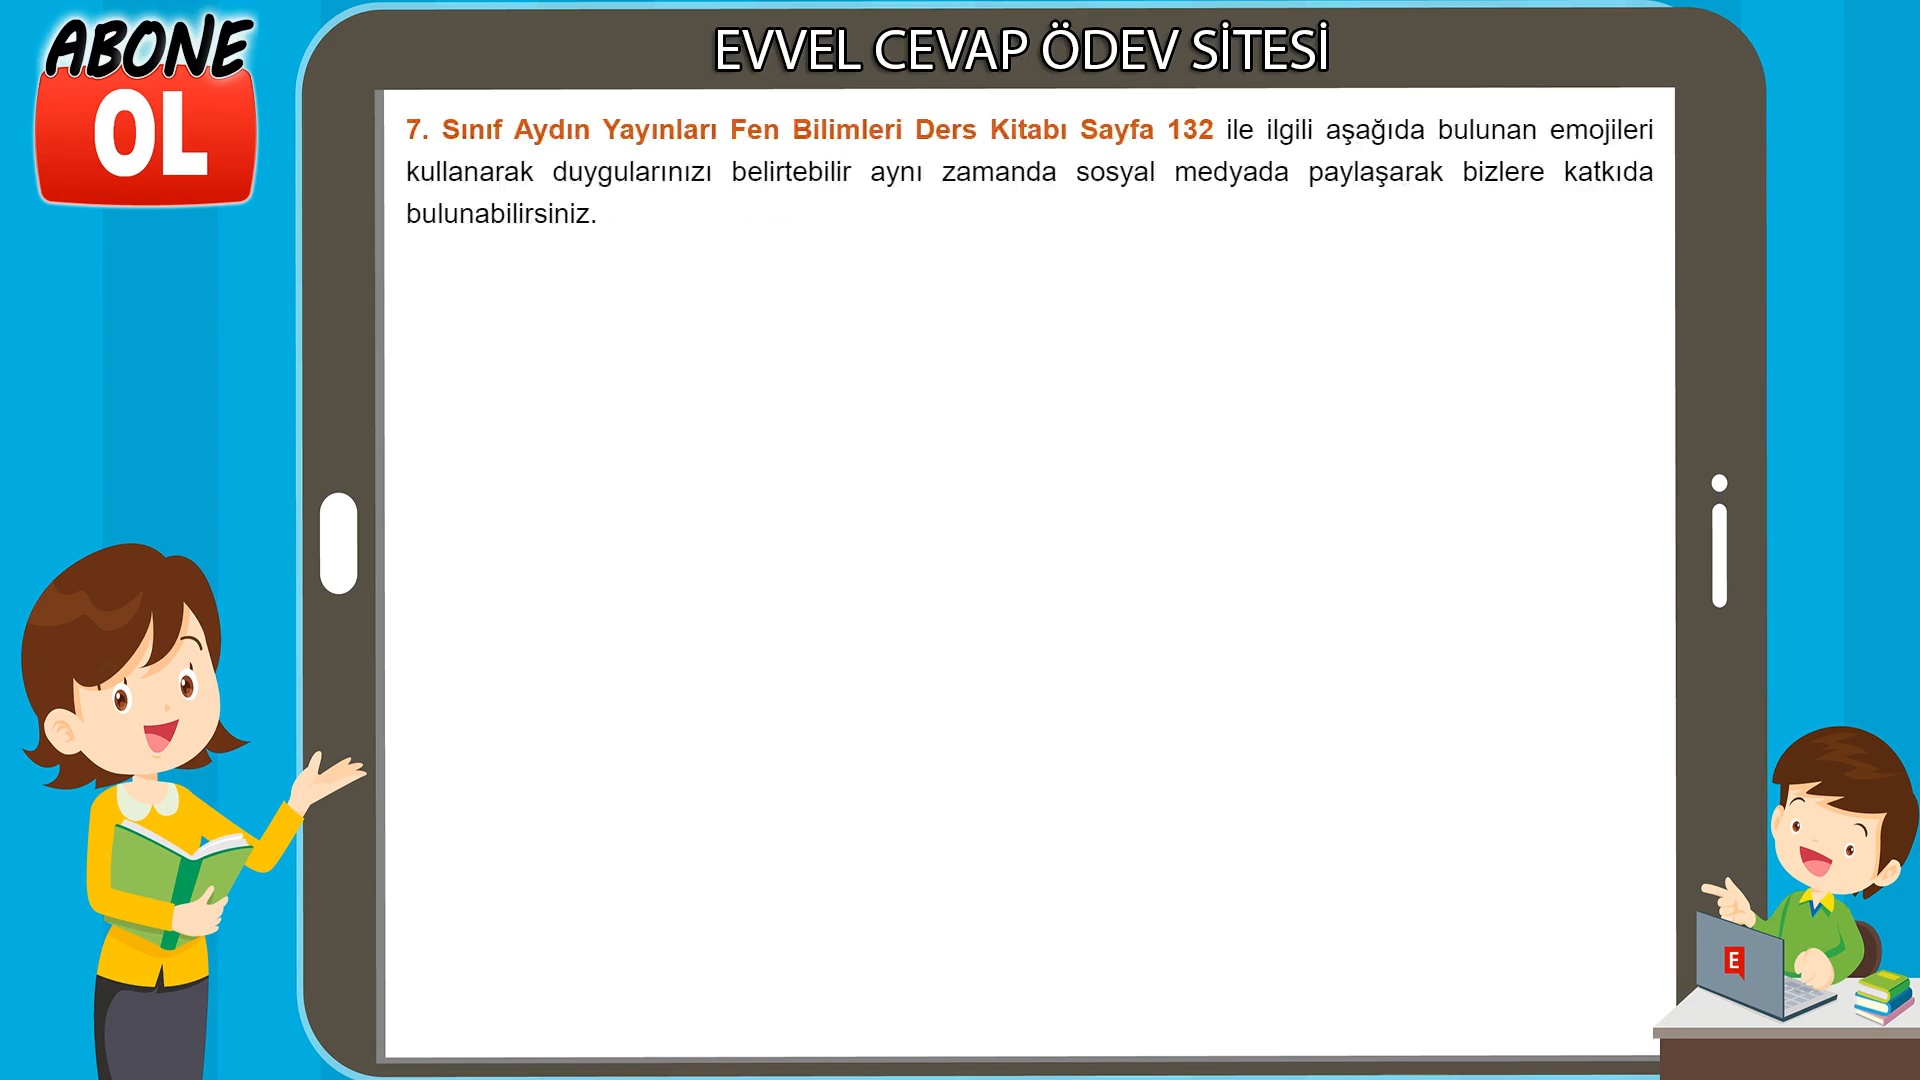 ABONE
OL
EVVEL CEVAP ÖDEV SİTESİ
7. Sınıf Aydın Yayınları Fen Bilimleri Ders Kitabı Sayfa 132 ile ilgili aşağıda bulunan emojileri
kullanarak duygularınızı belirtebilir aynı zamanda sosyal medyada paylaşarak bizlere katkıda
bulunabilirsiniz.
E